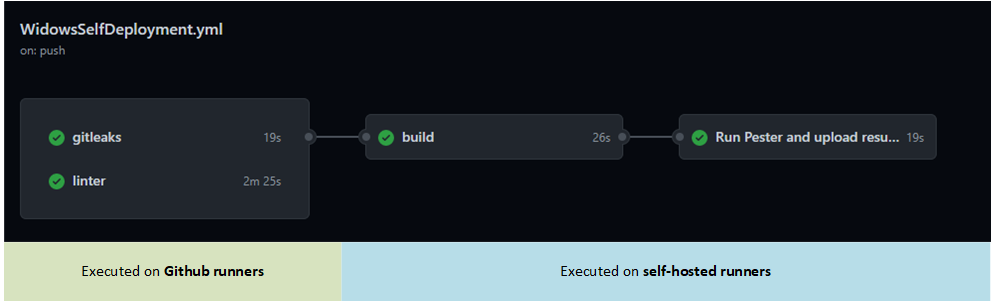 WidowsSelfDeployment.yml
on: push
gitleaks 19s
linter 2m 25s
build 26s
Run Pester and upload resu... 19s
Executed on Github runners
Executed on self-hosted runners